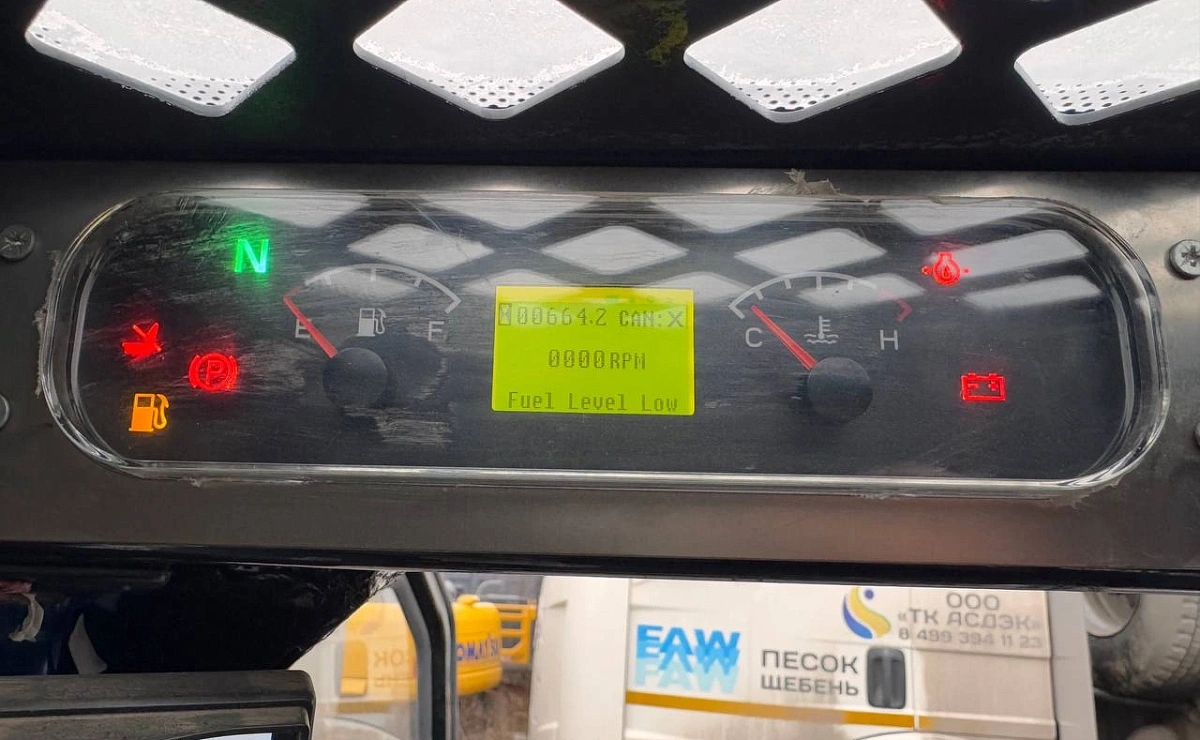 N
E
F
P
00664.2 CAN:X
0000RPM
Fuel Level Low
C
H
OMATSU
FAW
FAW
ПЕСОК
ЩЕБЕНЬ
ООО
«ТК АСДЭК»
8 499 394 11 23